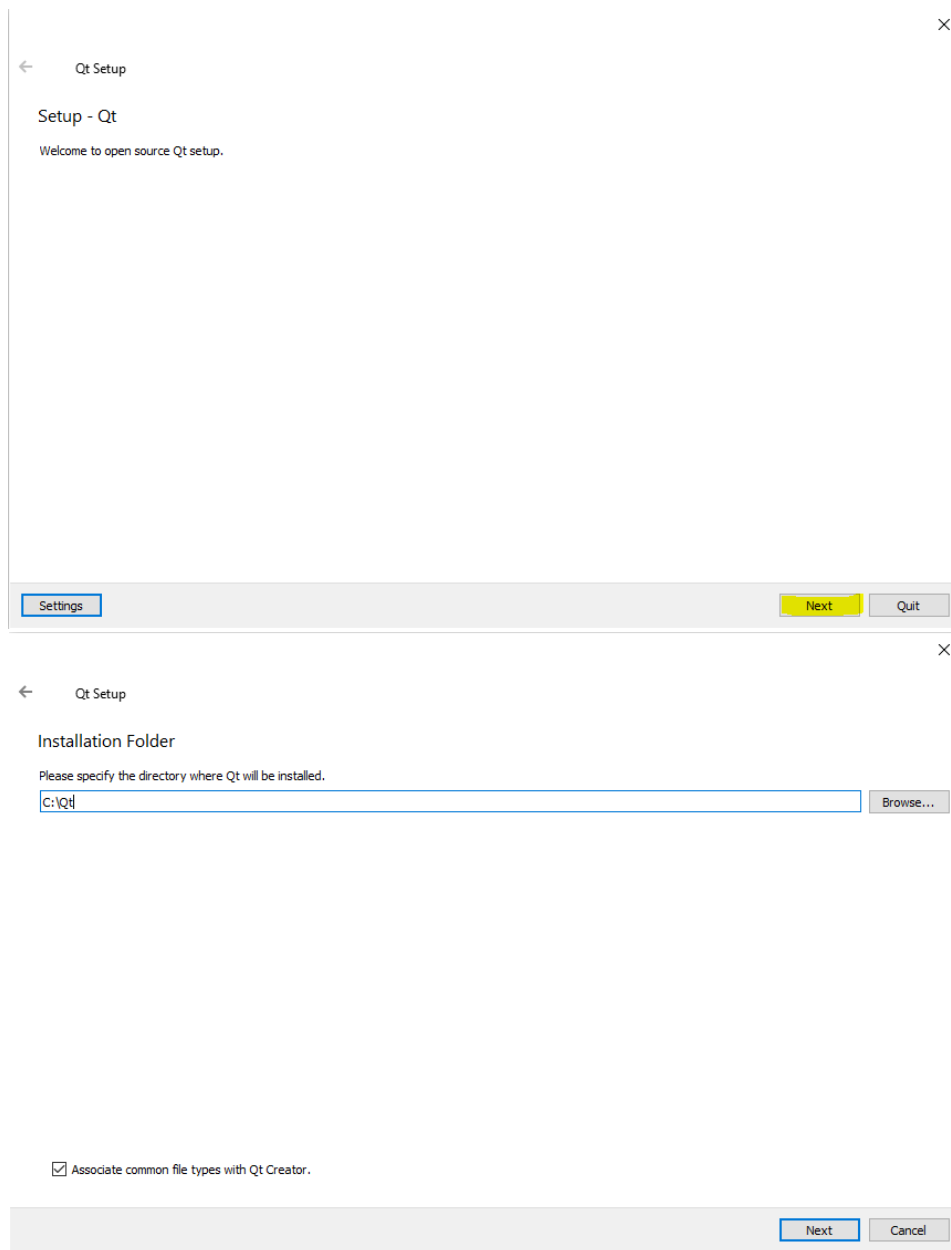 Qt Setup
Setup - Qt
Welcome to open source Qt setup.
Settings Next Quit
Qt Setup
Installation Folder
Please specify the directory where Qt will be installed.
C:\Qt Browse...
Associate common file types with Qt Creator.
Next Cancel